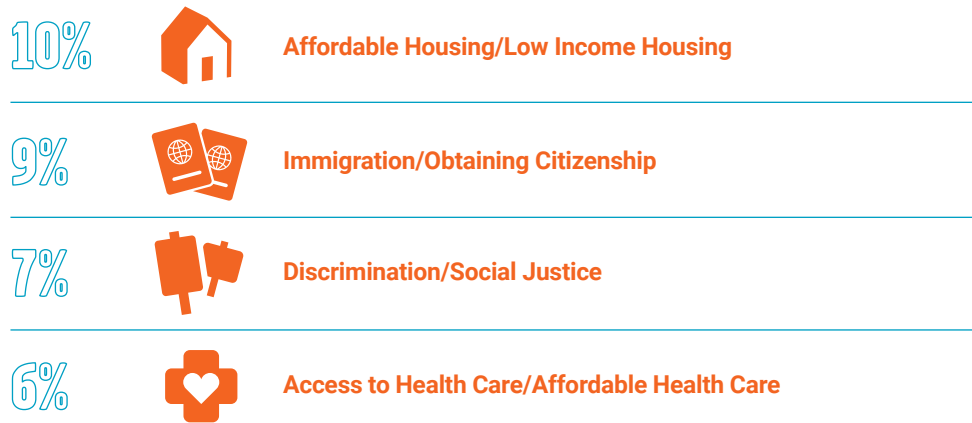 10% Affordable Housing/Low Income Housing
9% Immigration/Obtaining Citizenship
7% Discrimination/Social Justice
6% Access to Health Care/Affordable Health Care